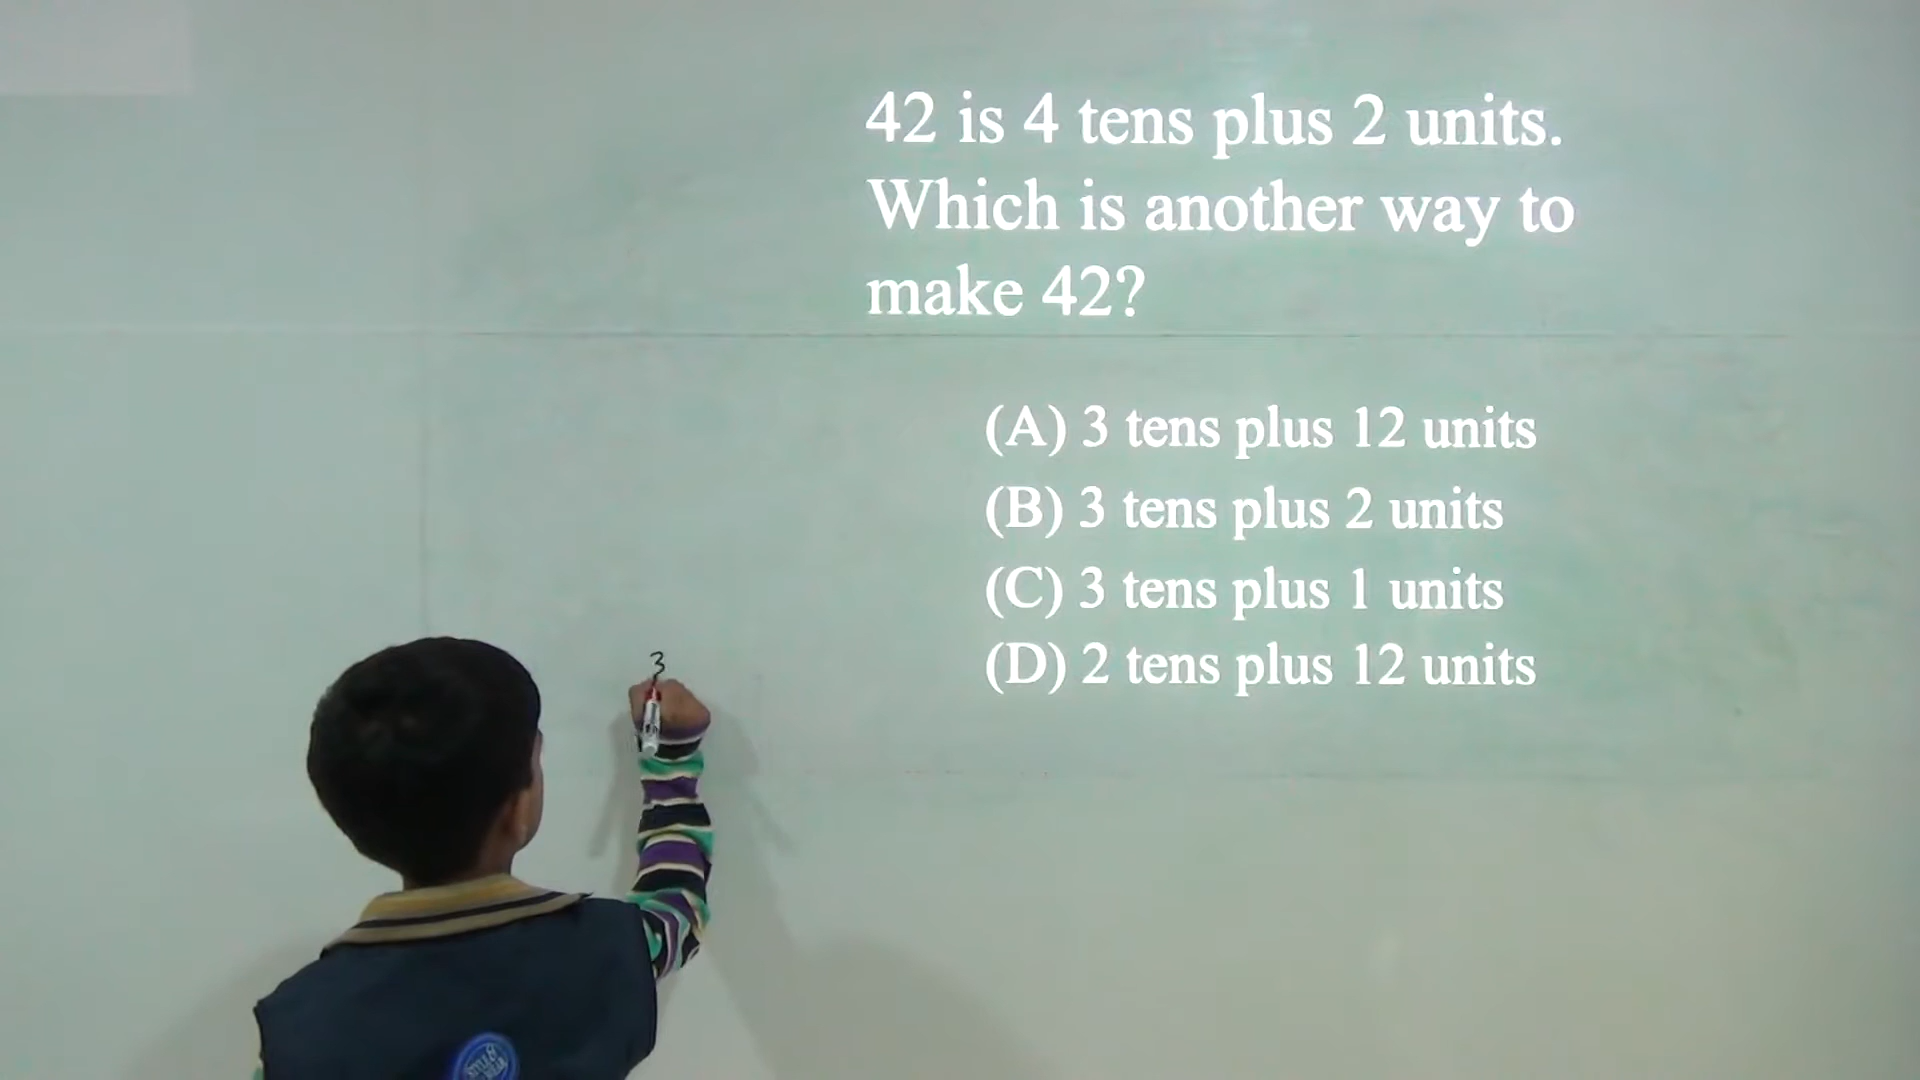 42 is 4 tens plus 2 units.
Which is another way to
make 42?
(A) 3 tens plus 12 units
(B) 3 tens plus 2 units
(C) 3 tens plus 1 units
(D) 2 tens plus 12 units
3